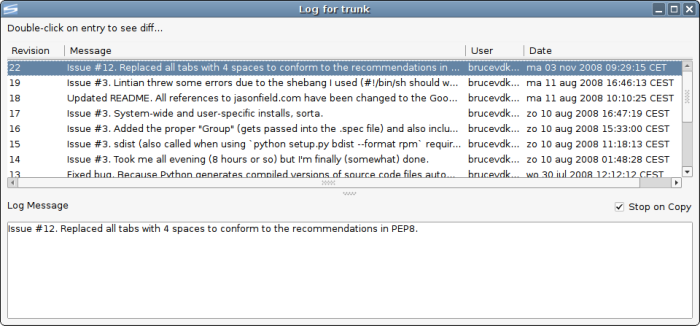 Log for trunk
Double-click on entry to see diff...
Revision Message User Date
22 Issue #12. Replaced all tabs with 4 spaces to conform to the recommendations in ... brucevdk... ma 03 nov 2008 09:29:15 CET
19 Issue #3. Lintian threw some errors due to the shebang I used (#!/bin/sh should w... brucevdk... ma 11 aug 2008 16:46:13 CEST
18 Updated README. All references to jasonfield.com have been changed to the Goo... brucevdk... ma 11 aug 2008 10:10:25 CEST
17 Issue #3. System-wide and user-specific installs, sorta. brucevdk... zo 10 aug 2008 16:47:19 CEST
16 Issue #3. Added the proper "Group" (gets passed into the .spec file) and also inclu... brucevdk... zo 10 aug 2008 15:33:00 CEST
15 Issue #3. sdist (also called when using `python setup.py bdist --format rpm` requir... brucevdk... zo 10 aug 2008 11:18:13 CEST
14 Issue #3. Took me all evening (8 hours or so) but I'm finally (somewhat) done. brucevdk... zo 10 aug 2008 01:48:28 CEST
13 Fixed bug. Because Python generates compiled versions of source code files auto... brucevdk... wo 30 jul 2008 12:12:12 CEST
Log Message
Stop on Copy
Issue #12. Replaced all tabs with 4 spaces to conform to the recommendations in PEP8.